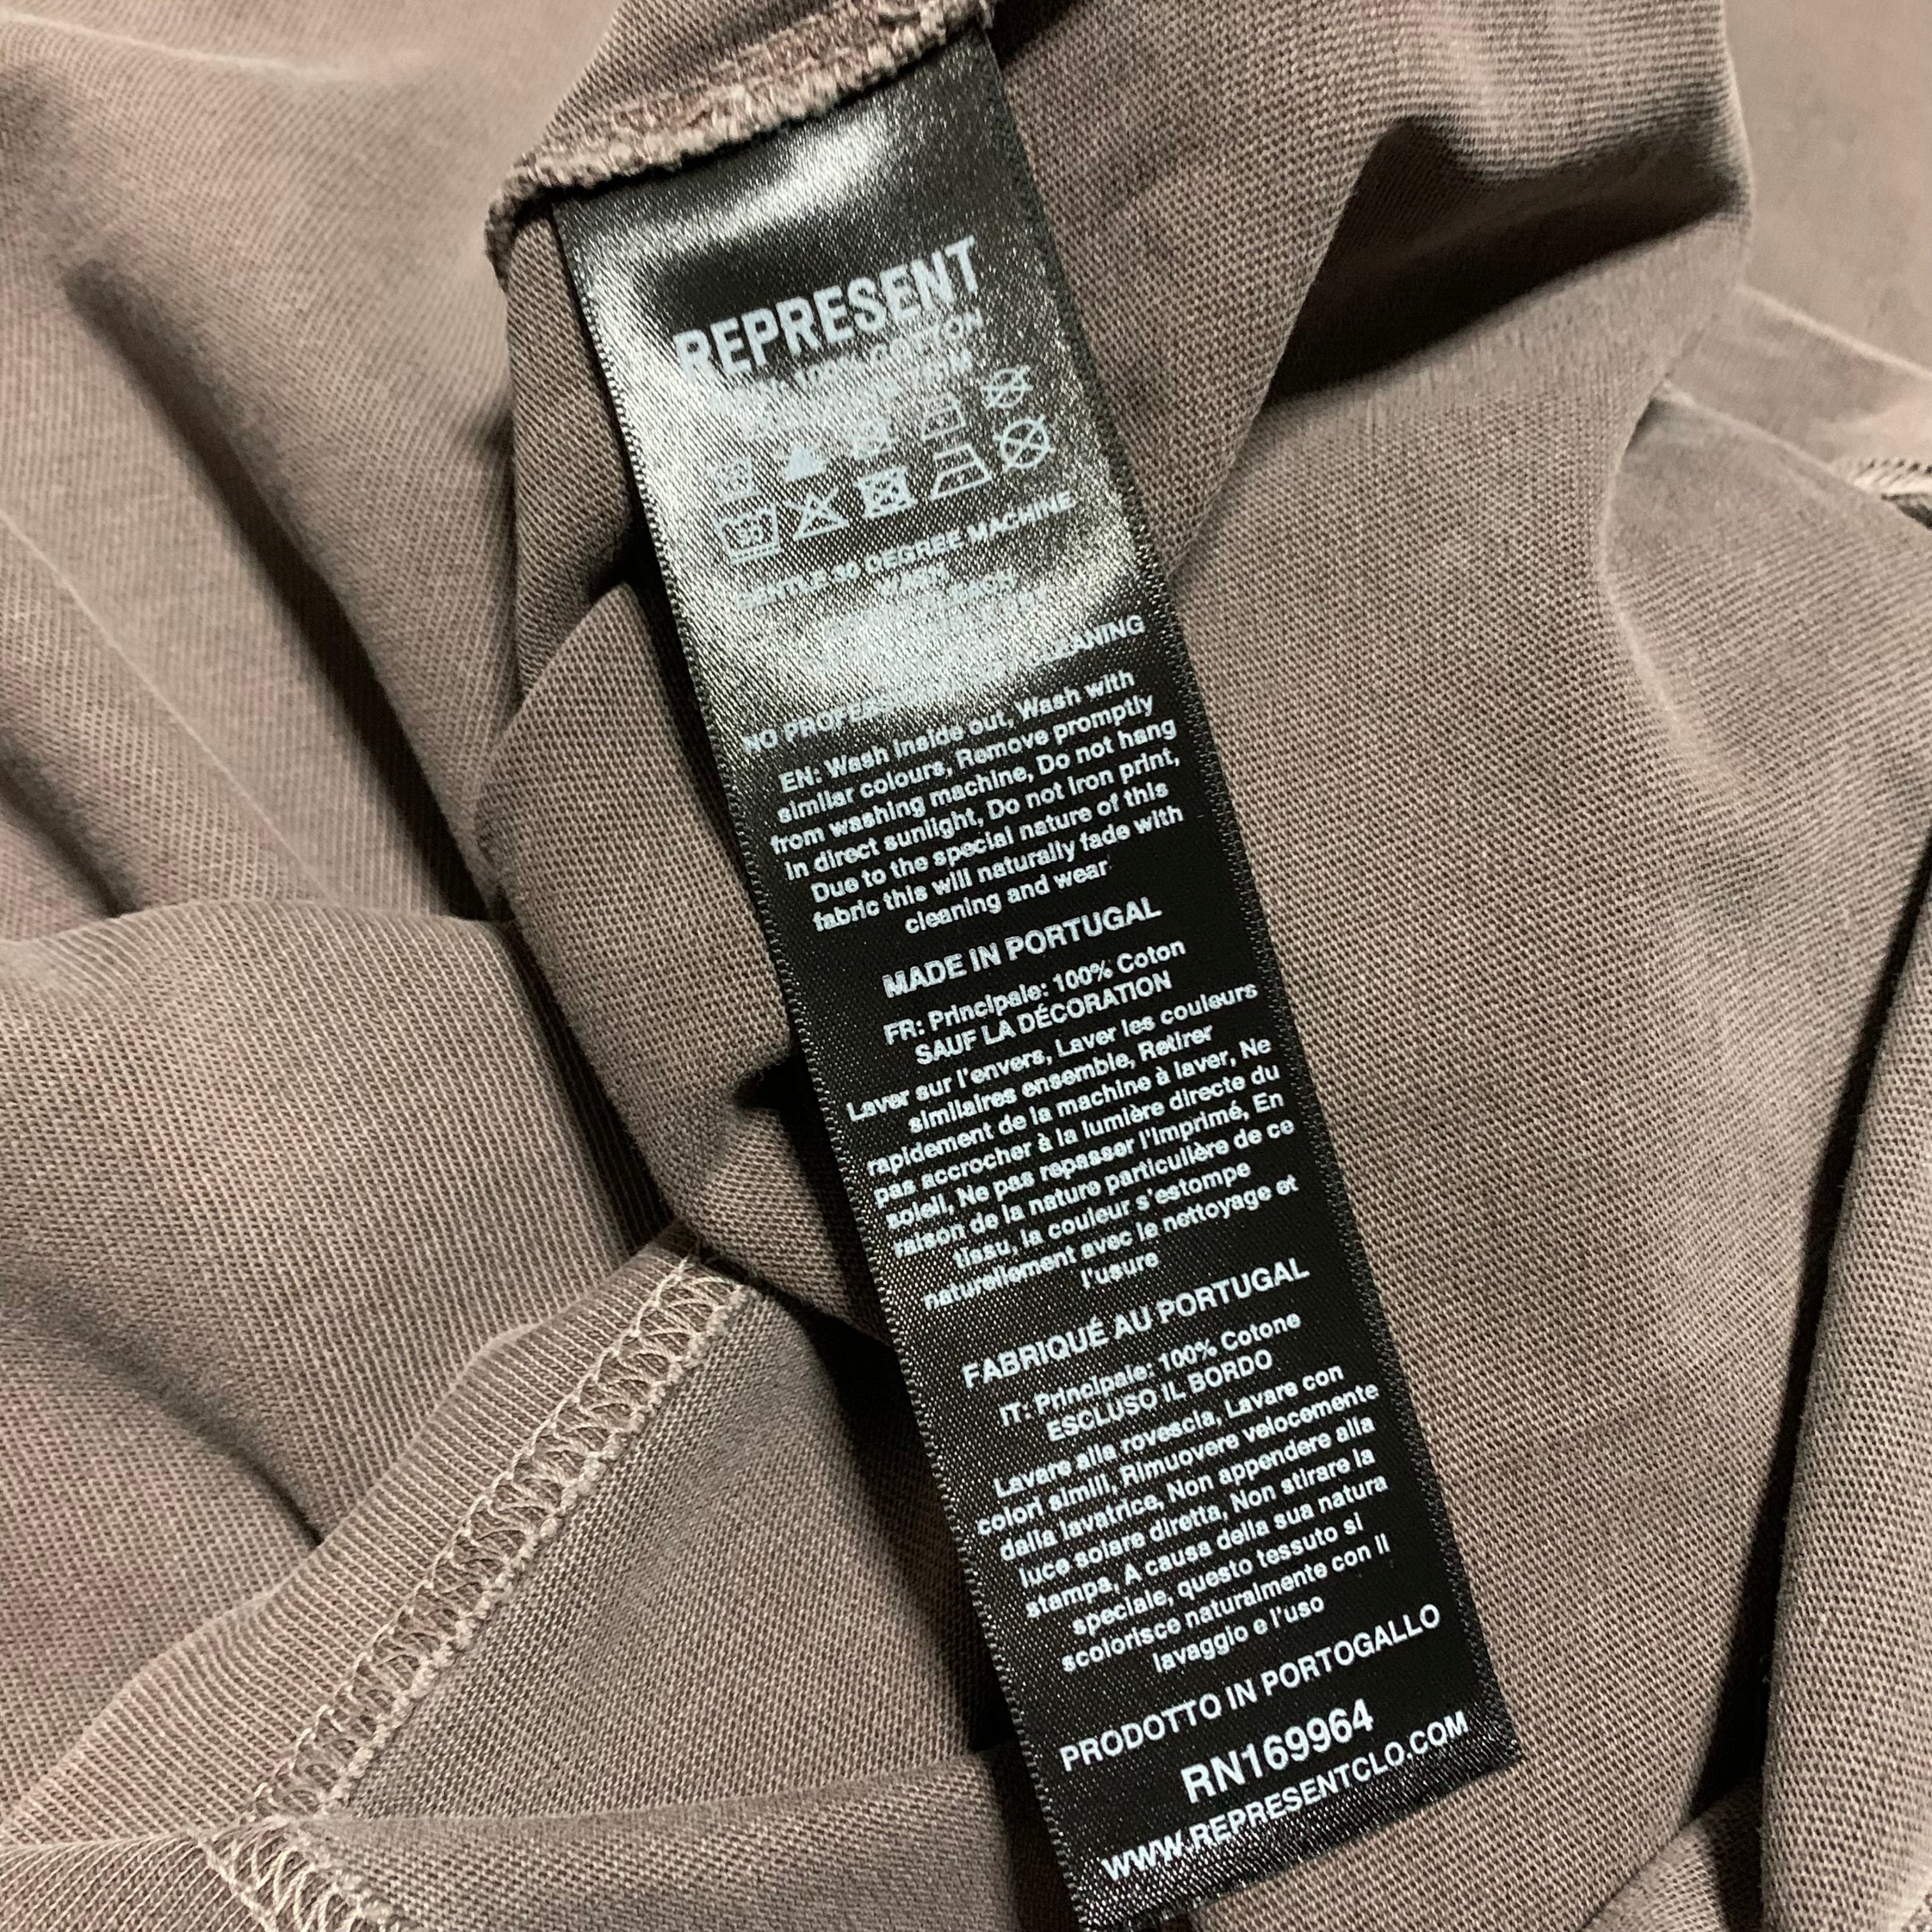 REPRESENT
100% COTTON
30
DEGREE MACHINE
WASH
NO
EN: Wash inside out, Wash with
similar colours, Remove promptly
from washing machine, Do not hang
in direct sunlight, Do not iron print,
Due to the special nature of this
fabric this will naturally fade with
cleaning and wear
MADE IN PORTUGAL
FR: Principale: 100% Coton
SAUF LA DÉCORATION
Laver sur l'envers, Laver les couleurs
similaires ensemble, Retirer
rapidement de la machine à laver, Ne
pas accrocher à la lumière directe du
soleil, Ne pas repasser l'imprimé, En
raison de la nature particulière de ce
tissu, la couleur s'estompe
naturellement avec le nettoyage et
l'usure
FABRIQUÉ AU PORTUGAL
IT: Principale: 100% Cotone
ESCLUSO IL BORDO
Lavare alla rovescia, Lavare con
colori simili, Rimuovere velocemente
dalla lavatrice, Non appendere alla
luce solare diretta, Non stirare la
stampa, A causa della sua natura
speciale, questo tessuto si
scolorisce naturalmente con il
lavaggio e l'uso
PRODOTTO IN PORTOGALLO
RN169964
WWW.REPRESENTCLO.COM